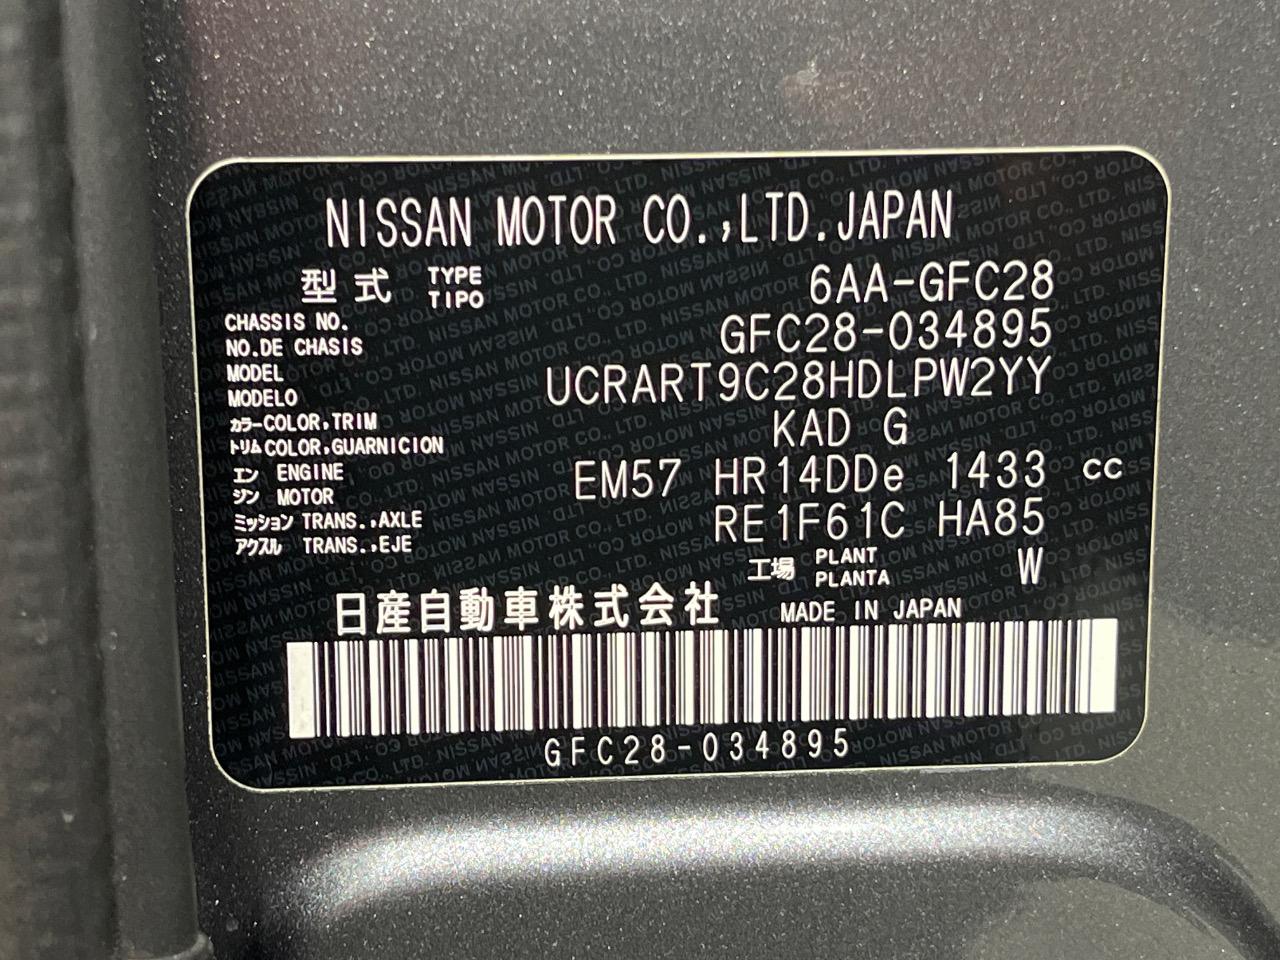 NISSAN MOTOR CO.,LTD.JAPAN
型式 TYPE TIPO 6AA-GFC28
CHASSIS NO.
NO.DE CHASIS GFC28-034895
MODEL
MODELO UCRART9C28HDLPW2YY
カラー COLOR,TRIM
トリム COLOR,GUARNICION KAD G
エン ENGINE
ジン MOTOR EM57 HR14DDe 1433 cc
ミッション TRANS.,AXLE
アクスル TRANS.,EJE RE1F61C HA85
工場 PLANT PLANTA W
日産自動車株式会社 MADE IN JAPAN
GFC28-034895